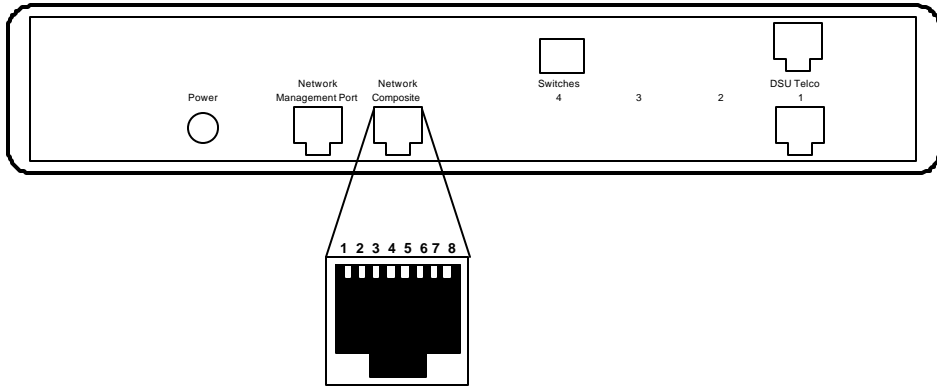 Power
Network
Management Port
Network
Composite
Switches
4
3
2
DSU Telco
1
1 2 3 4 5 6 7 8